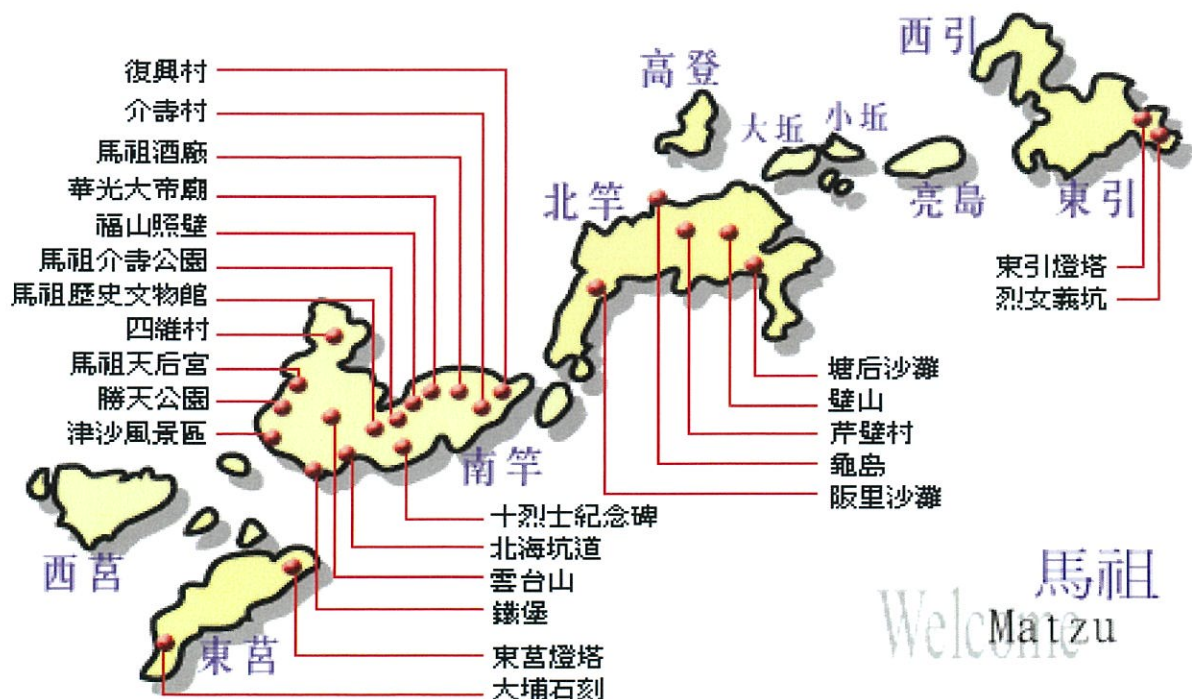 西引
高登
大坵
小坵
北竿
亮島
東引
復興村
介壽村
馬祖酒廠
華光大帝廟
福山照壁
馬祖介壽公園
馬祖歷史文物館
四維村
馬祖天后宮
勝天公園
津沙風景區
東引燈塔
烈女義坑
塘后沙灘
壁山
芹壁村
龜島
阪里沙灘
南竿
十烈士紀念碑
北海坑道
雲台山
鐵堡
東莒燈塔
大埔石刻
西莒
東莒
馬祖
Welcome
Matzu